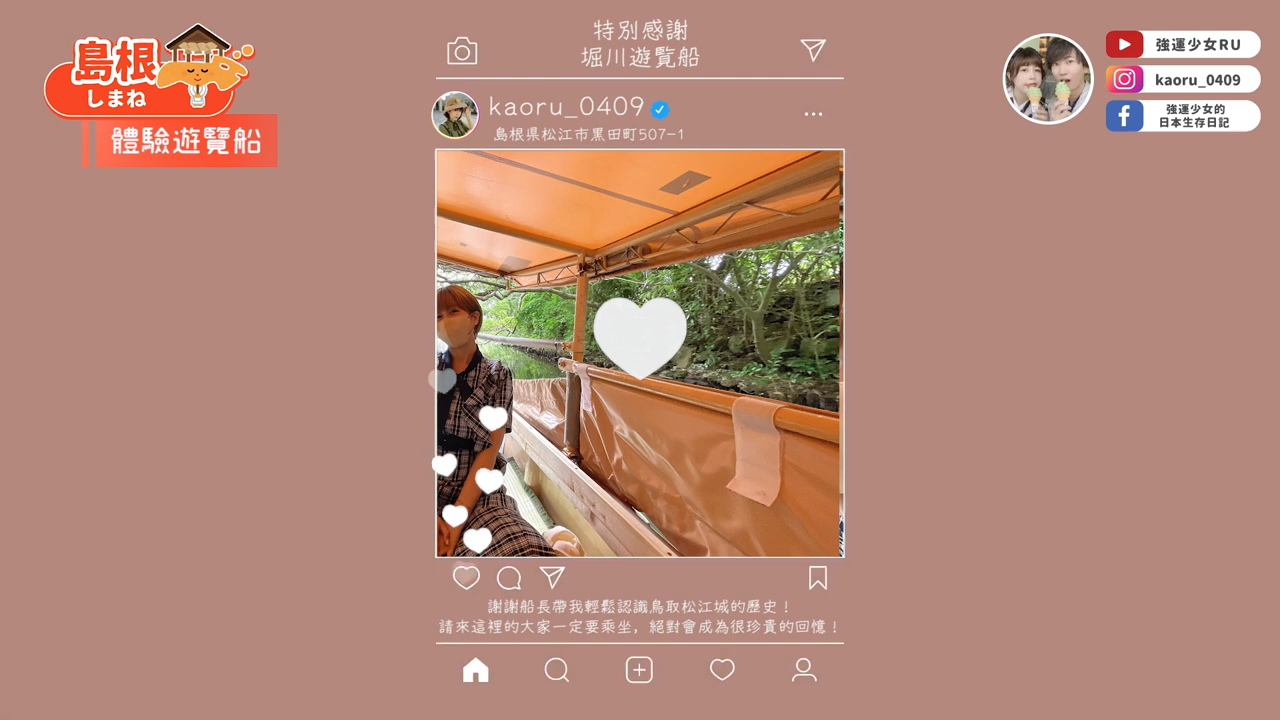 島根
しまね
體驗遊覽船
特別感謝
堀川遊覧船
kaoru_0409
島根県松江市黒田町507-1
謝謝船長帶我輕鬆認識鳥取松江城的歷史！
請來這裡的大家一定要乘坐，絕對會成為很珍貴的回憶！
強運少女RU
kaoru_0409
強運少女的
日本生存日記